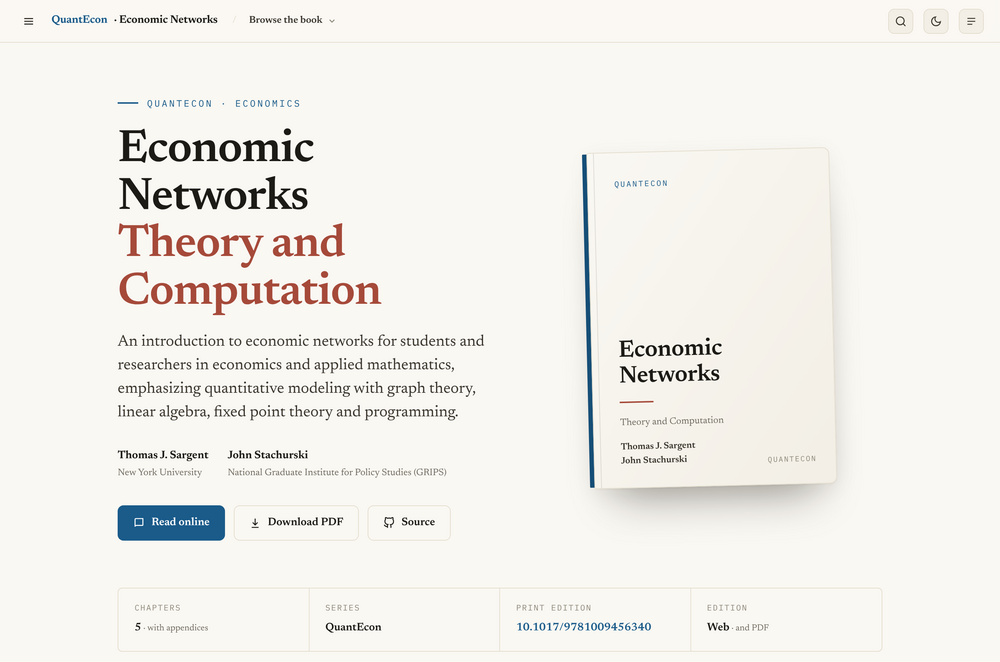 QuantEcon · Economic Networks / Browse the book
QUANTECON · ECONOMICS
Economic
Networks
Theory and
Computation
An introduction to economic networks for students and
researchers in economics and applied mathematics,
emphasizing quantitative modeling with graph theory,
linear algebra, fixed point theory and programming.
Thomas J. Sargent
New York University
John Stachurski
National Graduate Institute for Policy Studies (GRIPS)
Read online
Download PDF
Source
QUANTECON
Economic
Networks
Theory and Computation
Thomas J. Sargent
John Stachurski
QUANTECON
CHAPTERS
5 · with appendices
SERIES
QuantEcon
PRINT EDITION
10.1017/9781009456340
EDITION
Web · and PDF